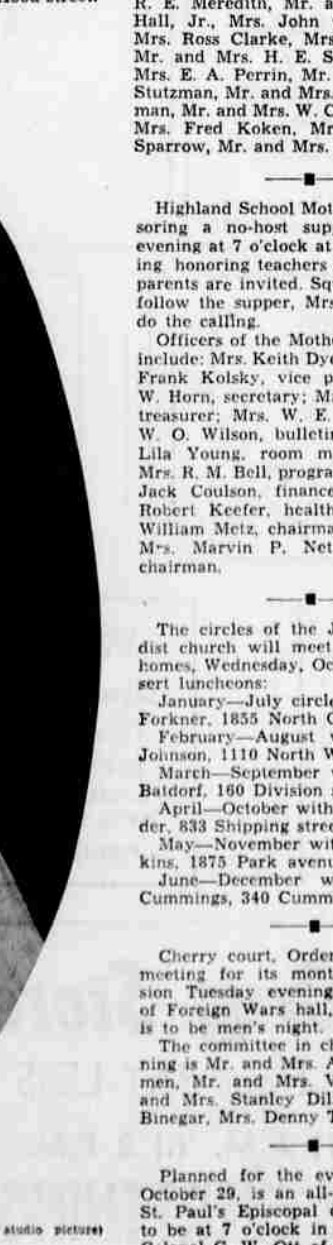 R. E. Meredith, Mr. a
Hall, Jr., Mrs. John
Mrs. Ross Clarke, Mrs
Mr. and Mrs. H. E. S
Mrs. E. A. Perrin, Mr.
Stutzman, Mr. and Mrs.
man, Mr. and Mrs. W. C
Mrs. Fred Koken, Mr
Sparrow, Mr. and Mrs.
Highland School Mot
soring a no-host sup
evening at 7 o'clock at
ing honoring teachers
parents are invited. Sq
follow the supper, Mrs
do the calling.
Officers of the Mothe
include: Mrs. Keith Dye
Frank Kolsky, vice p
W. Horn, secretary; M
treasurer; Mrs. W. E.
W. O. Wilson, bulletin
Lila Young, room m
Mrs. R. M. Bell, progra
Jack Coulson, finance
Robert Keefer, health
William Metz, chairma
Mrs. Marvin P. Net
chairman.
The circles of the J
dist church will meet
homes, Wednesday, Oc
sert luncheons:
January—July circle
Forkner, 1855 North C
February—August w
Johnson, 1110 North W
March—September w
Batdorf, 160 Division s
April—October with
der, 833 Shipping stree
May—November wit
kins, 1875 Park avenu
June—December w
Cummings, 340 Cumm
Cherry court, Order
meeting for its mont
sion Tuesday evening
of Foreign Wars hall,
is to be men's night.
The committee in ch
ning is Mr. and Mrs. A
men, Mr. and Mrs. V
and Mrs. Stanley Dil
Binegar, Mrs. Denny T
Planned for the ev
October 29, is an all-
St. Paul's Episcopal c
to be at 7 o'clock in
studio picture)